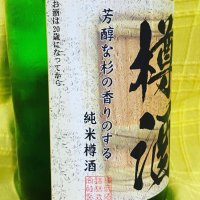 樽酒
芳醇な杉の香りのする
純米樽酒
お酒は20歳になってから